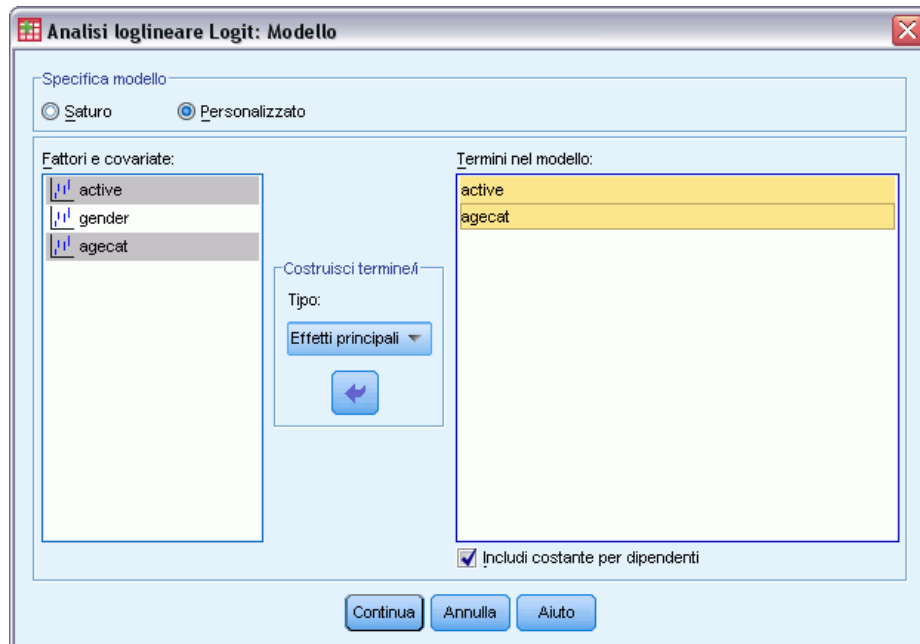 Analisi loglineare Logit: Modello
Specifica modello
Saturo
Personalizzato
Fattori e covariate:
active
gender
agecat
Costruisci termine/i
Tipo:
Effetti principali
Termini nel modello:
active
agecat
Includi costante per dipendenti
Continua
Annulla
Aiuto